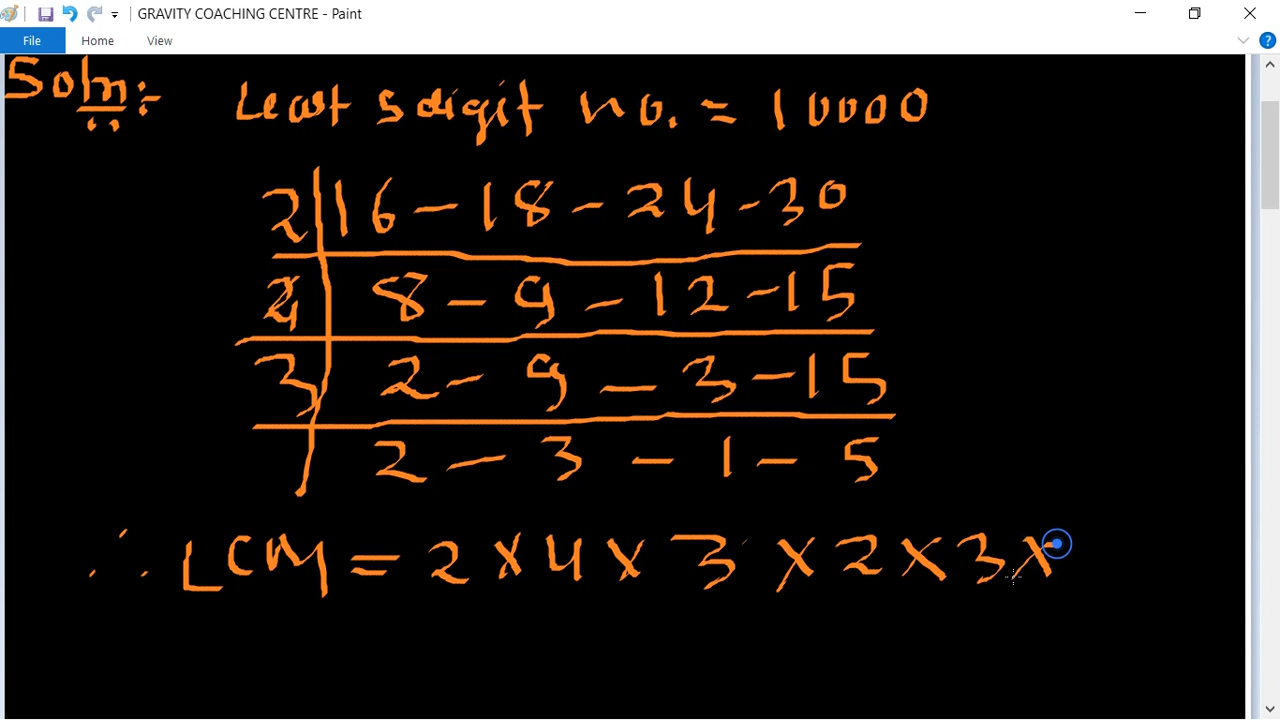 GRAVITY COACHING CENTRE - Paint
File Home View
Soln:-
Least 5 digit no. = 10000
2 | 16 - 18 - 24 - 30
4 | 8 - 9 - 12 - 15
3 | 2 - 9 - 3 - 15
2 - 3 - 1 - 5
∴ LCM = 2 × 4 × 3 × 2 × 3 ×